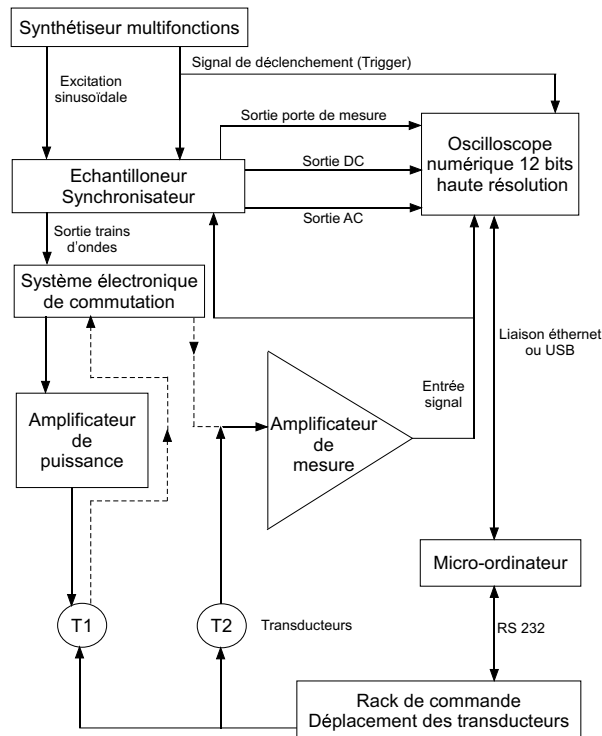 Synthétiseur multifonctions
Excitation
sinusoïdale
Signal de déclenchement (Trigger)
Sortie porte de mesure
Sortie DC
Sortie AC
Oscilloscope
numérique 12 bits
haute résolution
Echantilloneur
Synchronisateur
Sortie trains
d'ondes
Système électronique
de commutation
Liaison éthernet
ou USB
Entrée
signal
Amplificateur
de
puissance
Amplificateur
de
mesure
Micro-ordinateur
T1
T2
Transducteurs
RS 232
Rack de commande
Déplacement des transducteurs